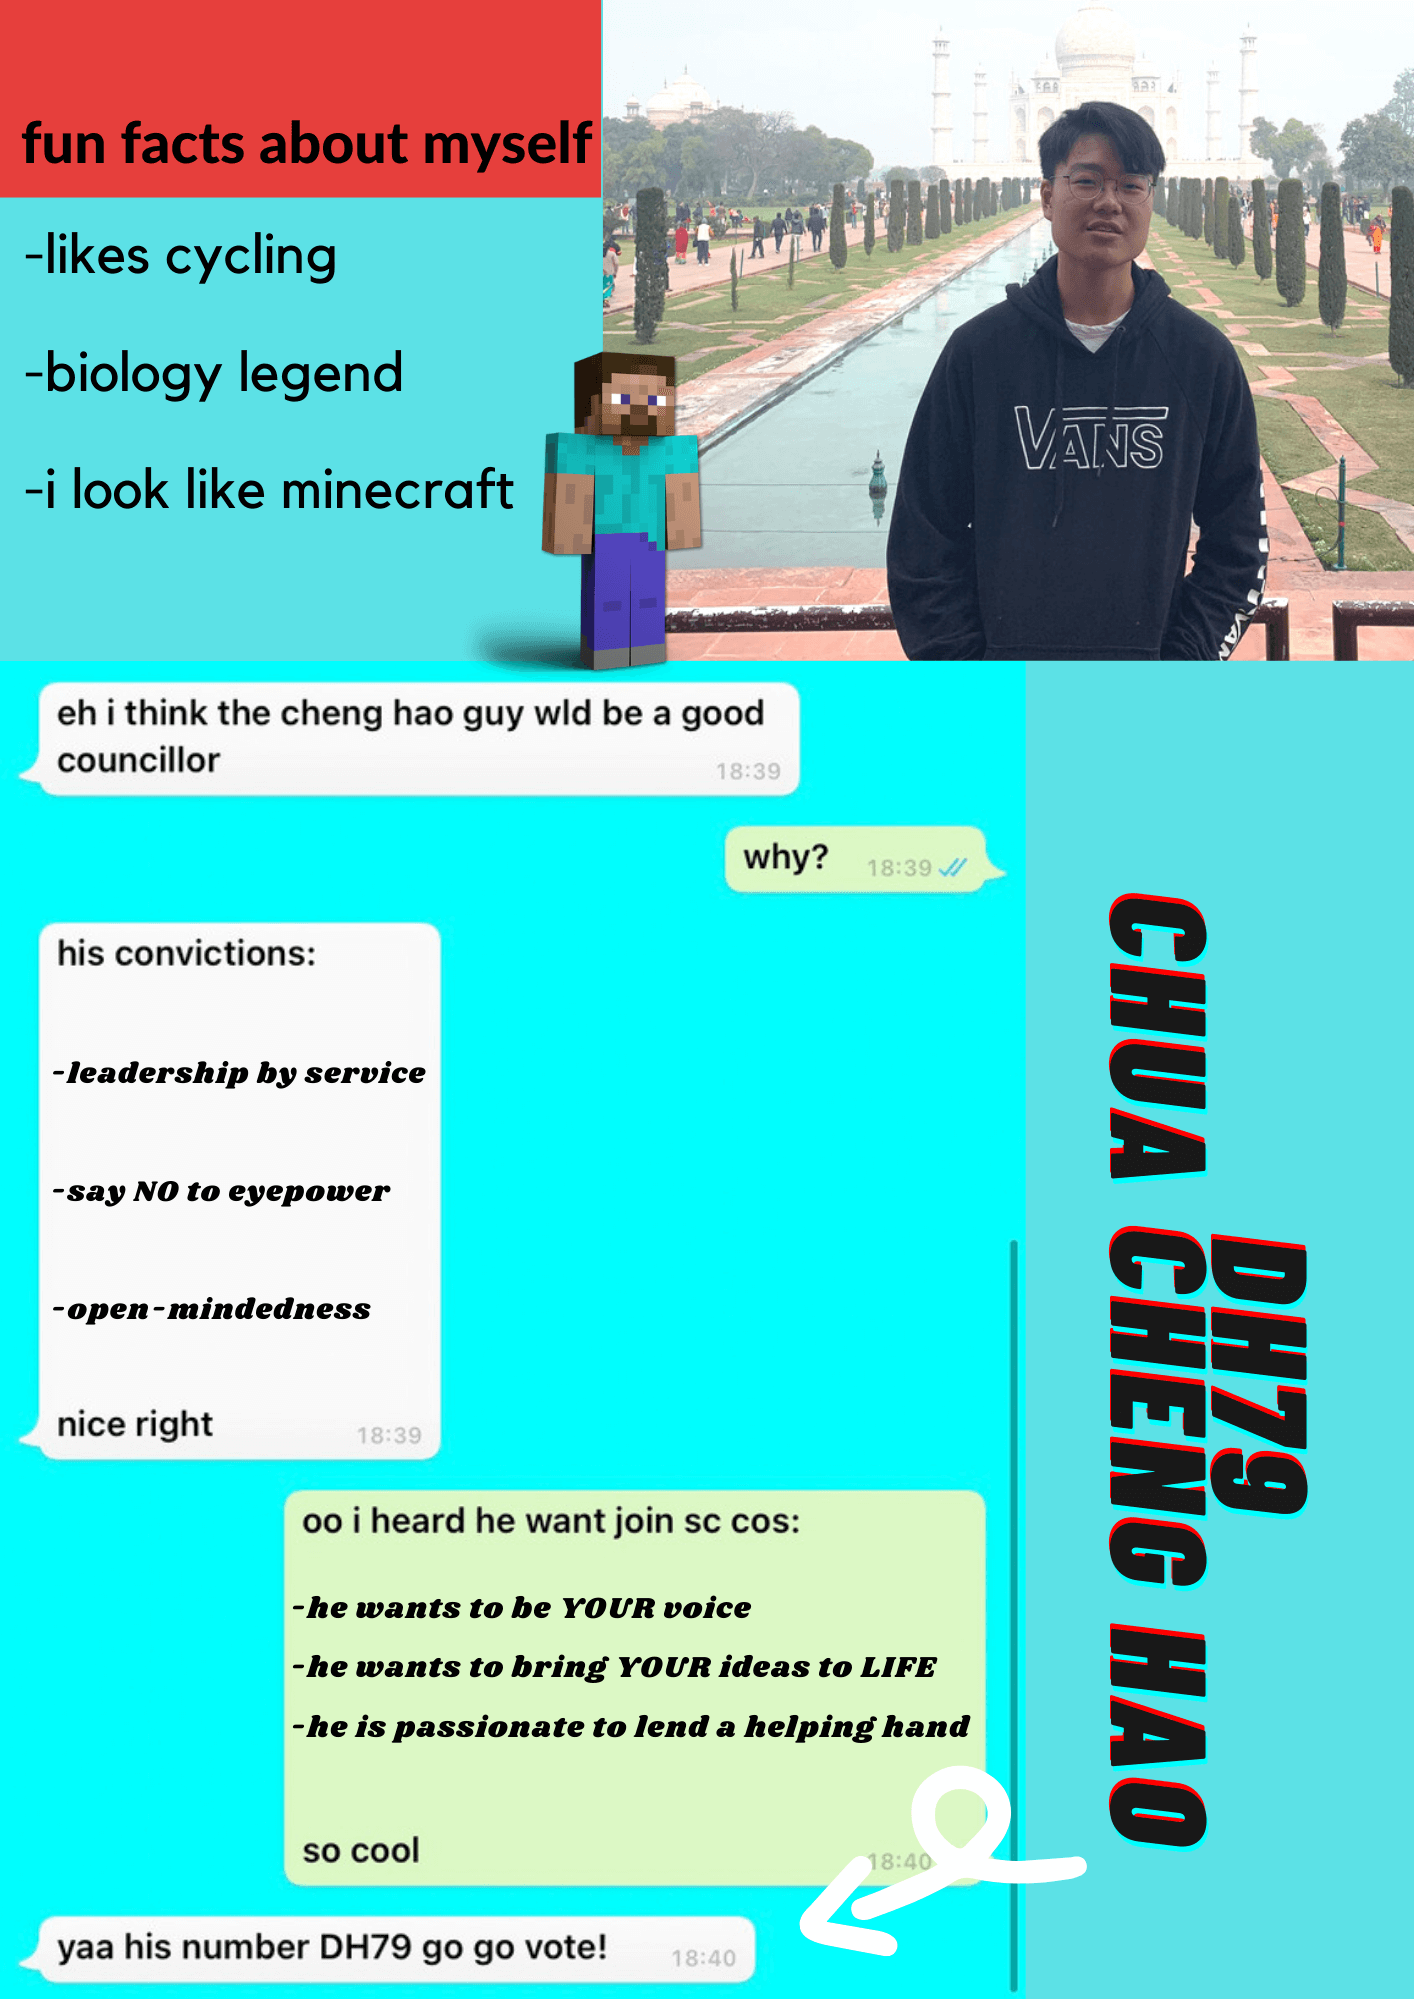 fun facts about myself
-likes cycling
-biology legend
-i look like minecraft
VANS
eh i think the cheng hao guy wld be a good
councillor
18:39
why?
18:39
his convictions:
-leadership by service
-say NO to eyepower
-open-mindedness
nice right
18:39
oo i heard he want join sc cos:
-he wants to be YOUR voice
-he wants to bring YOUR ideas to LIFE
-he is passionate to lend a helping hand
so cool
18:40
yaa his number DH79 go go vote!
18:40
DH79
CHUA CHENG HAO